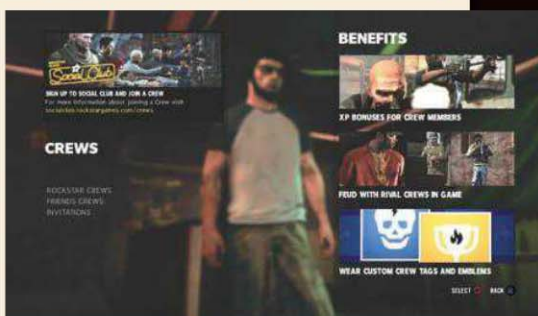 Social Club
SIGN UP TO SOCIAL CLUB AND JOIN A CREW
For more information about joining a Crew visit
socialclub.rockstargames.com/crews
CREWS
ROCKSTAR CREWS
FRIENDS CREWS
INVITATIONS
BENEFITS
XP BONUSES FOR CREW MEMBERS
FEUD WITH RIVAL CREWS IN GAME
WEAR CUSTOM CREW TAGS AND EMBLEMS
SELECT BACK